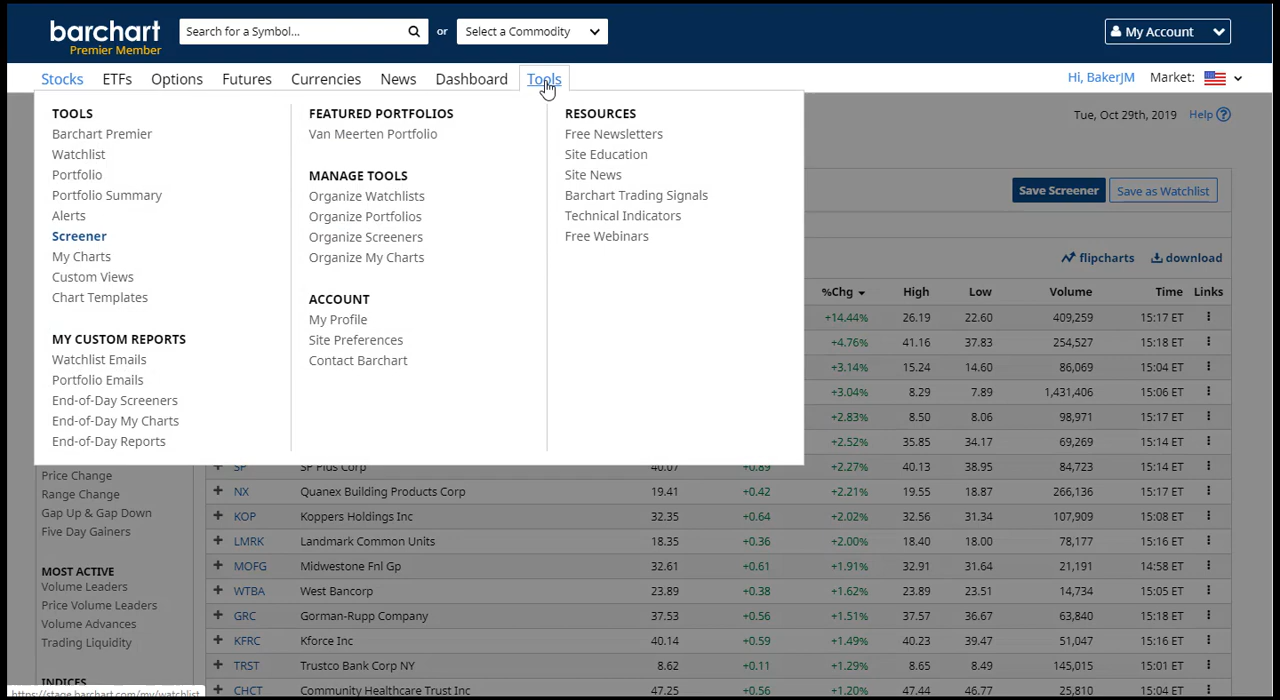 barchart
Premier Member
Search for a Symbol...
or
Select a Commodity
My Account
Stocks ETFs Options Futures Currencies News Dashboard Tools
Hi, BakerJM Market:
Tue, Oct 29th, 2019 Help ?
TOOLS
Barchart Premier
Watchlist
Portfolio
Portfolio Summary
Alerts
Screener
My Charts
Custom Views
Chart Templates
MY CUSTOM REPORTS
Watchlist Emails
Portfolio Emails
End-of-Day Screeners
End-of-Day My Charts
End-of-Day Reports
FEATURED PORTFOLIOS
Van Meerten Portfolio
MANAGE TOOLS
Organize Watchlists
Organize Portfolios
Organize Screeners
Organize My Charts
ACCOUNT
My Profile
Site Preferences
Contact Barchart
RESOURCES
Free Newsletters
Site Education
Site News
Barchart Trading Signals
Technical Indicators
Free Webinars
Save Screener Save as Watchlist
flipcharts download
%Chg High Low Volume Time Links
+14.44% 26.19 22.60 409,259 15:17 ET
+4.76% 41.16 37.83 254,527 15:18 ET
+3.14% 15.24 14.60 86,069 15:04 ET
+3.04% 8.29 7.89 1,431,406 15:06 ET
+2.83% 8.50 8.06 98,971 15:17 ET
+2.52% 35.85 34.17 69,269 15:14 ET
SP SP Plus Corp 40.07 +0.89 +2.27% 40.13 38.95 84,723 15:14 ET
NX Quanex Building Products Corp 19.41 +0.42 +2.21% 19.55 18.87 266,136 15:17 ET
KOP Koppers Holdings Inc 32.35 +0.64 +2.02% 32.56 31.34 107,909 15:08 ET
LMRK Landmark Common Units 18.35 +0.36 +2.00% 18.40 18.00 78,177 15:16 ET
MOFG Midwestone Fnl Gp 32.61 +0.61 +1.91% 32.91 31.64 21,191 14:58 ET
WTBA West Bancorp 23.89 +0.38 +1.62% 23.89 23.51 14,734 15:05 ET
GRC Gorman-Rupp Company 37.53 +0.56 +1.51% 37.57 36.67 63,840 15:18 ET
KFRC Kforce Inc 40.14 +0.59 +1.49% 40.23 39.47 51,047 15:16 ET
TRST Trustco Bank Corp NY 8.62 +0.11 +1.29% 8.65 8.49 145,015 15:01 ET
CHCT Community Healthcare Trust Inc 47.25 +0.56 +1.20% 47.44 46.77 25,810 15:04 ET
Price Change
Range Change
Gap Up & Gap Down
Five Day Gainers
MOST ACTIVE
Volume Leaders
Price Volume Leaders
Volume Advances
Trading Liquidity
INDICES
https://stage.barchart.com/my/watchlist